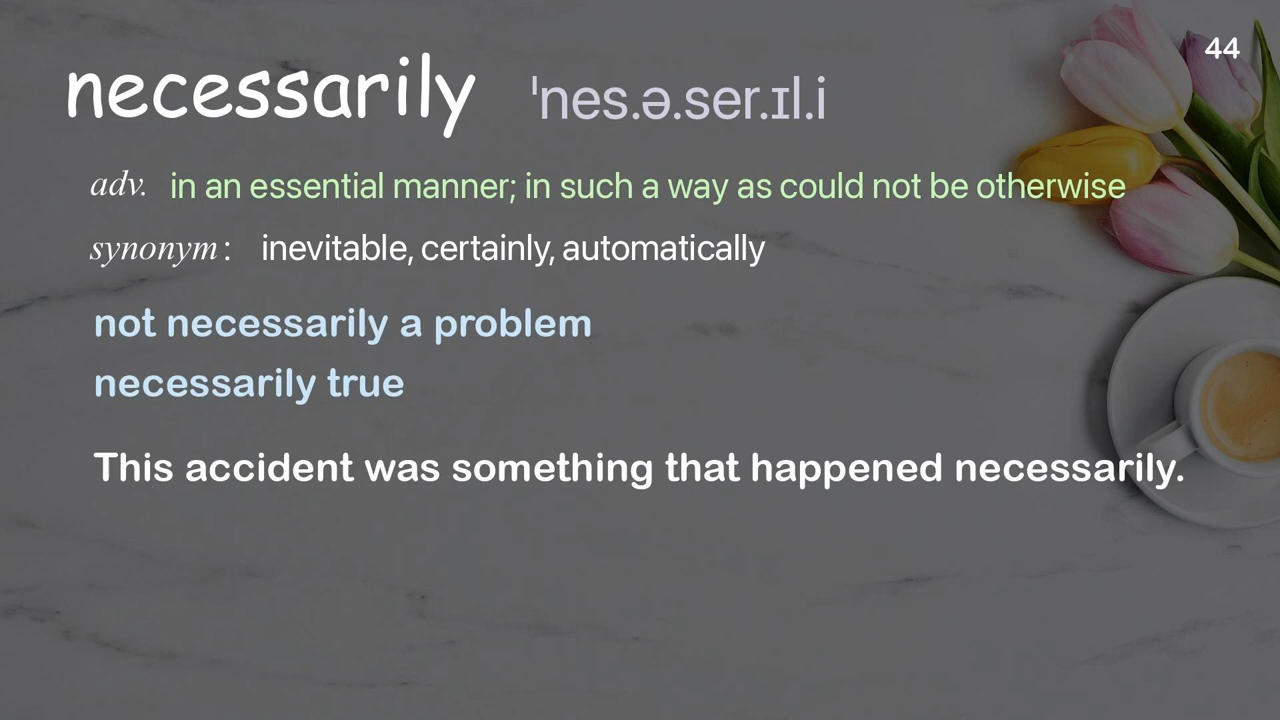 44
necessarily ˈnes.ə.ser.ɪl.i
adv. in an essential manner; in such a way as could not be otherwise
synonym: inevitable, certainly, automatically
not necessarily a problem
necessarily true
This accident was something that happened necessarily.